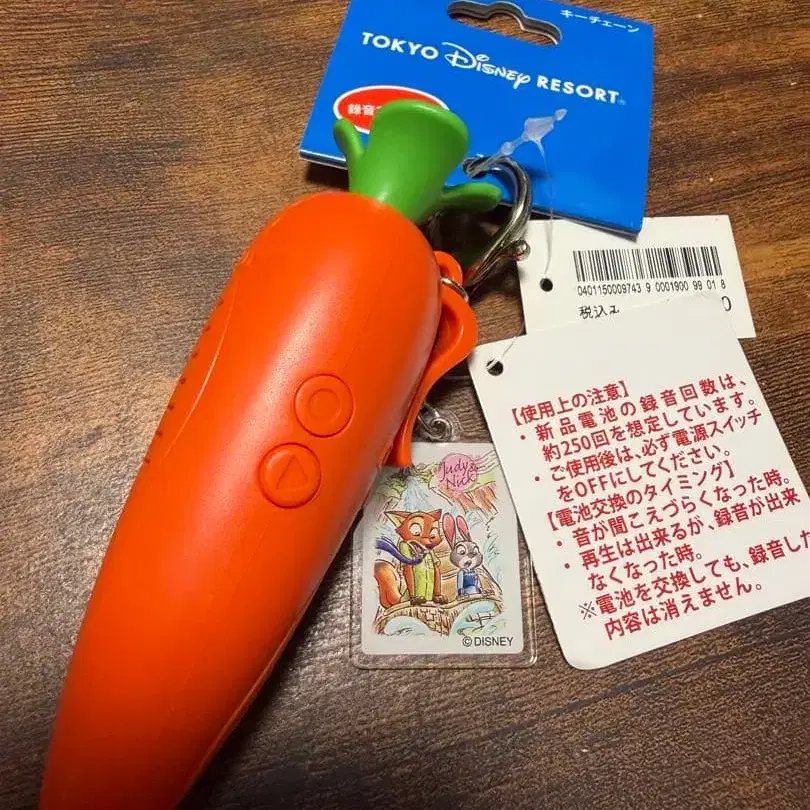 キーチェーン
TOKYO Disney RESORT®
録音
0401150009743 9 0001900 99 01 8
税込み
0
【使用上の注意】
・新品電池の録音回数は、
約250回を想定しています。
・ご使用後は、必ず電源スイッチ
をOFFにしてください。
【電池交換のタイミング】
・音が聞こえづらくなった時。
・再生は出来るが、録音が出来
なくなった時。
※電池を交換しても、録音した
内容は消えません。
Judy &
Nick
©DISNEY